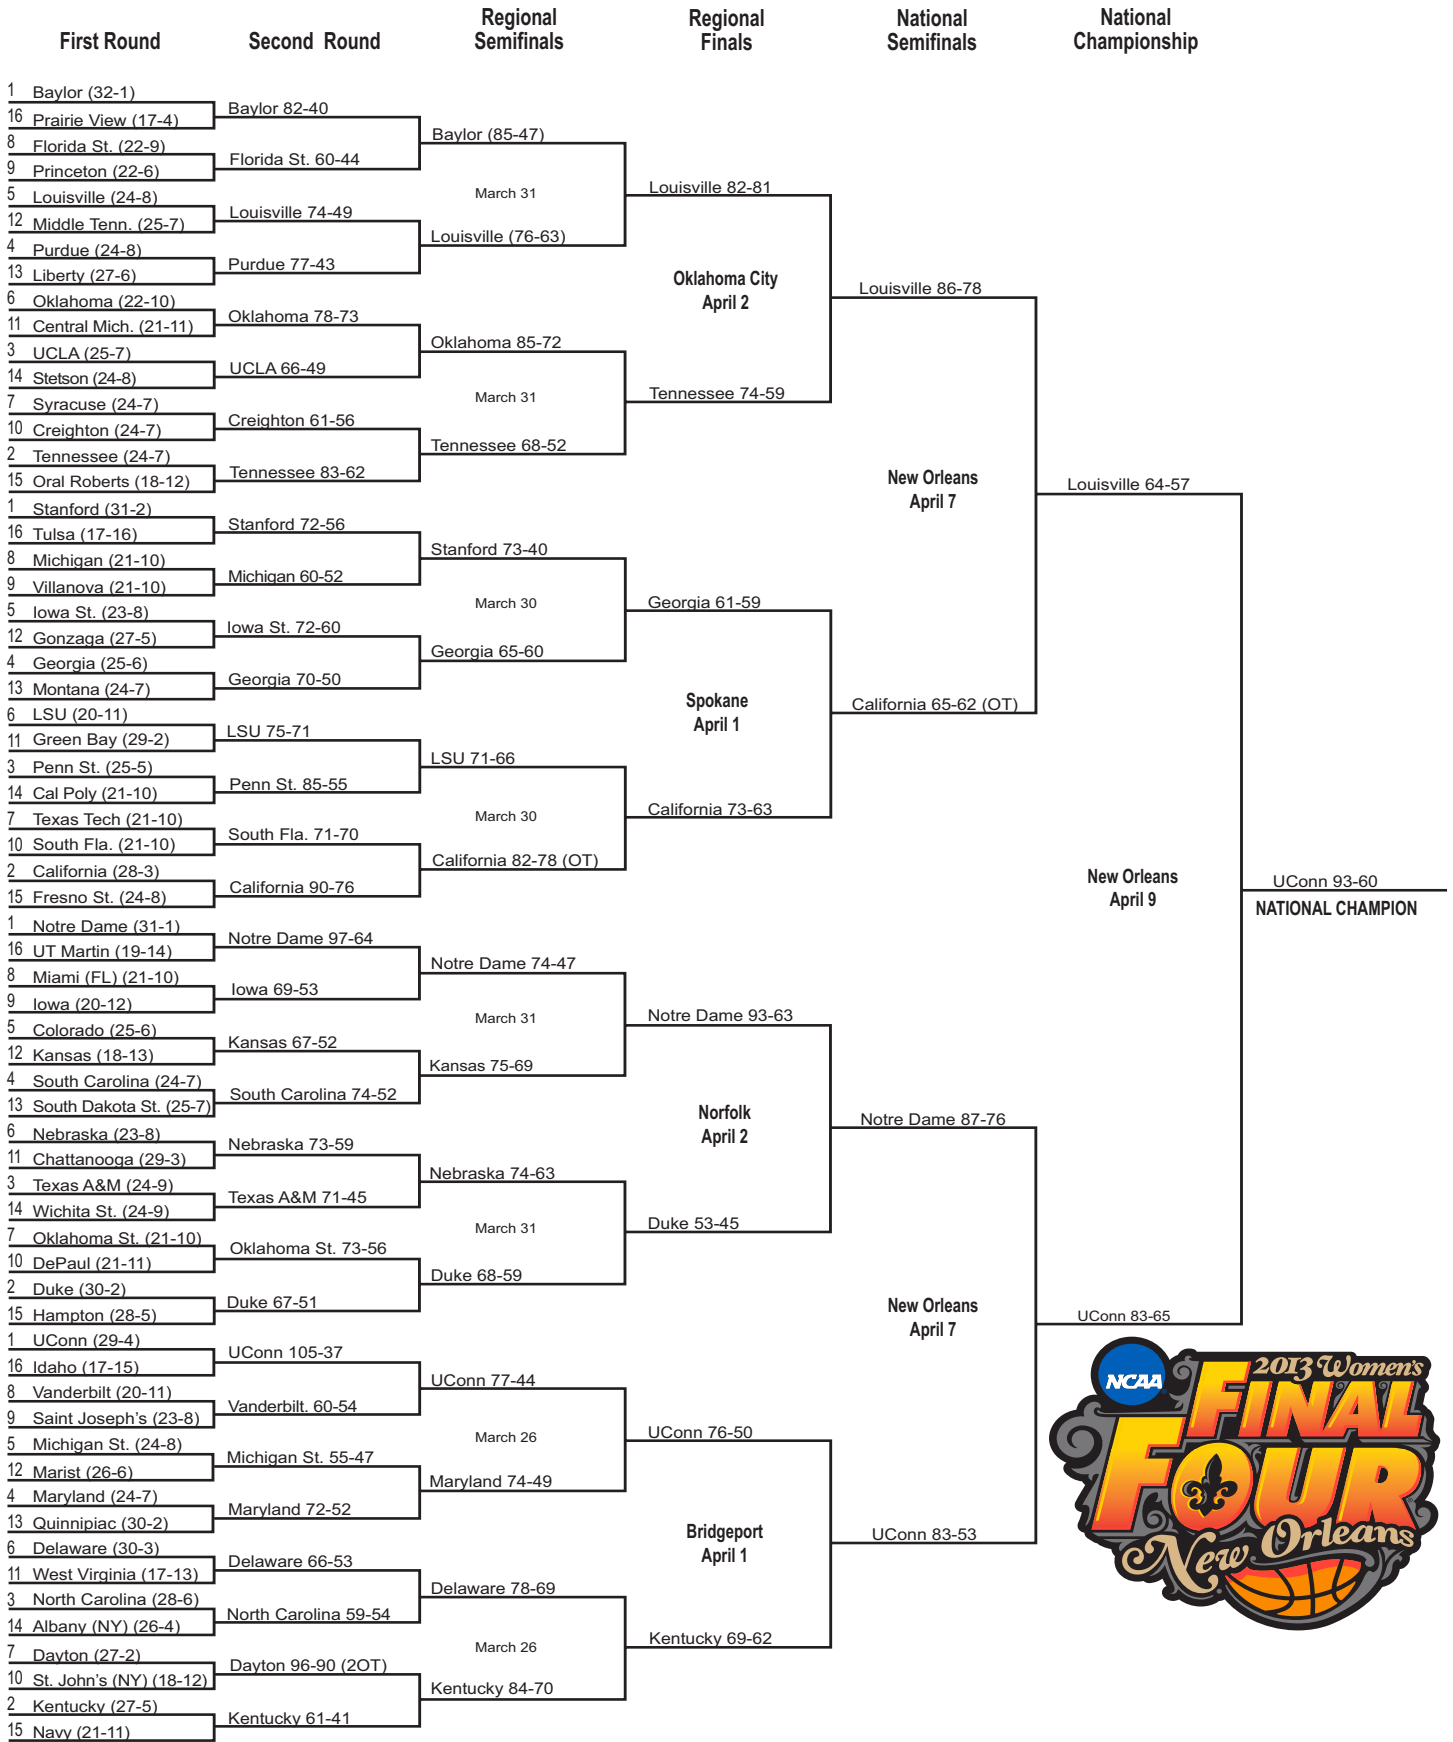 First Round
Second Round
Regional
Semifinals
Regional
Finals
National
Semifinals
National
Championship
1 Baylor (32-1)
16 Prairie View (17-4)
8 Florida St. (22-9)
9 Princeton (22-6)
5 Louisville (24-8)
12 Middle Tenn. (25-7)
4 Purdue (24-8)
13 Liberty (27-6)
6 Oklahoma (22-10)
11 Central Mich. (21-11)
3 UCLA (25-7)
14 Stetson (24-8)
7 Syracuse (24-7)
10 Creighton (24-7)
2 Tennessee (24-7)
15 Oral Roberts (18-12)
1 Stanford (31-2)
16 Tulsa (17-16)
8 Michigan (21-10)
9 Villanova (21-10)
5 Iowa St. (23-8)
12 Gonzaga (27-5)
4 Georgia (25-6)
13 Montana (24-7)
6 LSU (20-11)
11 Green Bay (29-2)
3 Penn St. (25-5)
14 Cal Poly (21-10)
7 Texas Tech (21-10)
10 South Fla. (21-10)
2 California (28-3)
15 Fresno St. (24-8)
1 Notre Dame (31-1)
16 UT Martin (19-14)
8 Miami (FL) (21-10)
9 Iowa (20-12)
5 Colorado (25-6)
12 Kansas (18-13)
4 South Carolina (24-7)
13 South Dakota St. (25-7)
6 Nebraska (23-8)
11 Chattanooga (29-3)
3 Texas A&M (24-9)
14 Wichita St. (24-9)
7 Oklahoma St. (21-10)
10 DePaul (21-11)
2 Duke (30-2)
15 Hampton (28-5)
1 UConn (29-4)
16 Idaho (17-15)
8 Vanderbilt (20-11)
9 Saint Joseph's (23-8)
5 Michigan St. (24-8)
12 Marist (26-6)
4 Maryland (24-7)
13 Quinnipiac (30-2)
6 Delaware (30-3)
11 West Virginia (17-13)
3 North Carolina (28-6)
14 Albany (NY) (26-4)
7 Dayton (27-2)
10 St. John's (NY) (18-12)
2 Kentucky (27-5)
15 Navy (21-11)
Baylor 82-40
Florida St. 60-44
Louisville 74-49
Purdue 77-43
Oklahoma 78-73
UCLA 66-49
Creighton 61-56
Tennessee 83-62
Stanford 72-56
Michigan 60-52
Iowa St. 72-60
Georgia 70-50
LSU 75-71
Penn St. 85-55
South Fla. 71-70
California 90-76
Notre Dame 97-64
Iowa 69-53
Kansas 67-52
South Carolina 74-52
Nebraska 73-59
Texas A&M 71-45
Oklahoma St. 73-56
Duke 67-51
UConn 105-37
Vanderbilt. 60-54
Michigan St. 55-47
Maryland 72-52
Delaware 66-53
North Carolina 59-54
Dayton 96-90 (2OT)
Kentucky 61-41
Baylor (85-47)
March 31
Louisville (76-63)
Oklahoma 85-72
March 31
Tennessee 68-52
Stanford 73-40
March 30
Georgia 65-60
LSU 71-66
March 30
California 82-78 (OT)
Notre Dame 74-47
March 31
Kansas 75-69
Nebraska 74-63
March 31
Duke 68-59
UConn 77-44
March 26
Maryland 74-49
Delaware 78-69
March 26
Kentucky 84-70
Louisville 82-81
Oklahoma City
April 2
Tennessee 74-59
Georgia 61-59
Spokane
April 1
California 73-63
Notre Dame 93-63
Norfolk
April 2
Duke 53-45
UConn 76-50
Bridgeport
April 1
Kentucky 69-62
Louisville 86-78
New Orleans
April 7
California 65-62 (OT)
Notre Dame 87-76
New Orleans
April 7
UConn 83-53
Louisville 64-57
New Orleans
April 9
UConn 83-65
UConn 93-60
NATIONAL CHAMPION
NCAA
2013 Women's
FINAL
FOUR
New Orleans